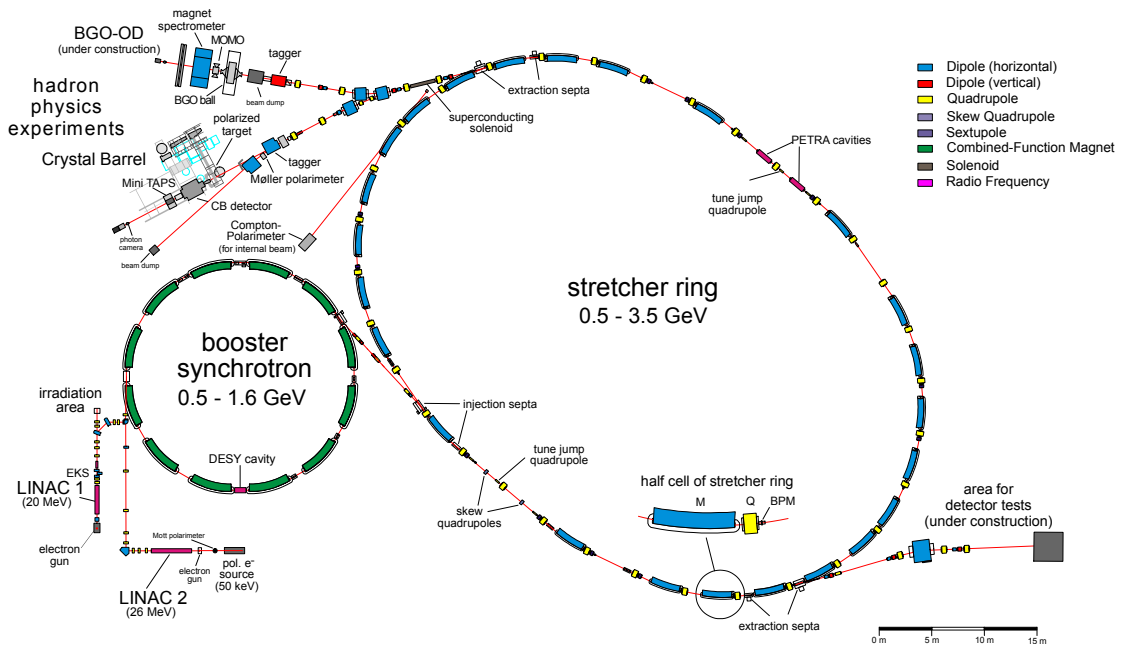 BGO-OD
(under construction)
magnet
spectrometer
MOMO
tagger
BGO ball
beam dump
hadron
physics
experiments
polarized
target
Crystal Barrel
tagger
Møller polarimeter
Mini TAPS
CB detector
photon
camera
beam dump
Compton-
Polarimeter
(for internal beam)
superconducting
solenoid
extraction septa
PETRA cavities
tune jump
quadrupole
Dipole (horizontal)
Dipole (vertical)
Quadrupole
Skew Quadrupole
Sextupole
Combined-Function Magnet
Solenoid
Radio Frequency
stretcher ring
0.5 - 3.5 GeV
booster
synchrotron
0.5 - 1.6 GeV
DESY cavity
irradiation
area
EKS
LINAC 1
(20 MeV)
electron
gun
Mott polarimeter
electron
gun
pol. e⁻
source
(50 keV)
LINAC 2
(26 MeV)
injection septa
tune jump
quadrupole
skew
quadrupoles
half cell of stretcher ring
M
Q
BPM
extraction septa
area for
detector tests
(under construction)
0 m
5 m
10 m
15 m